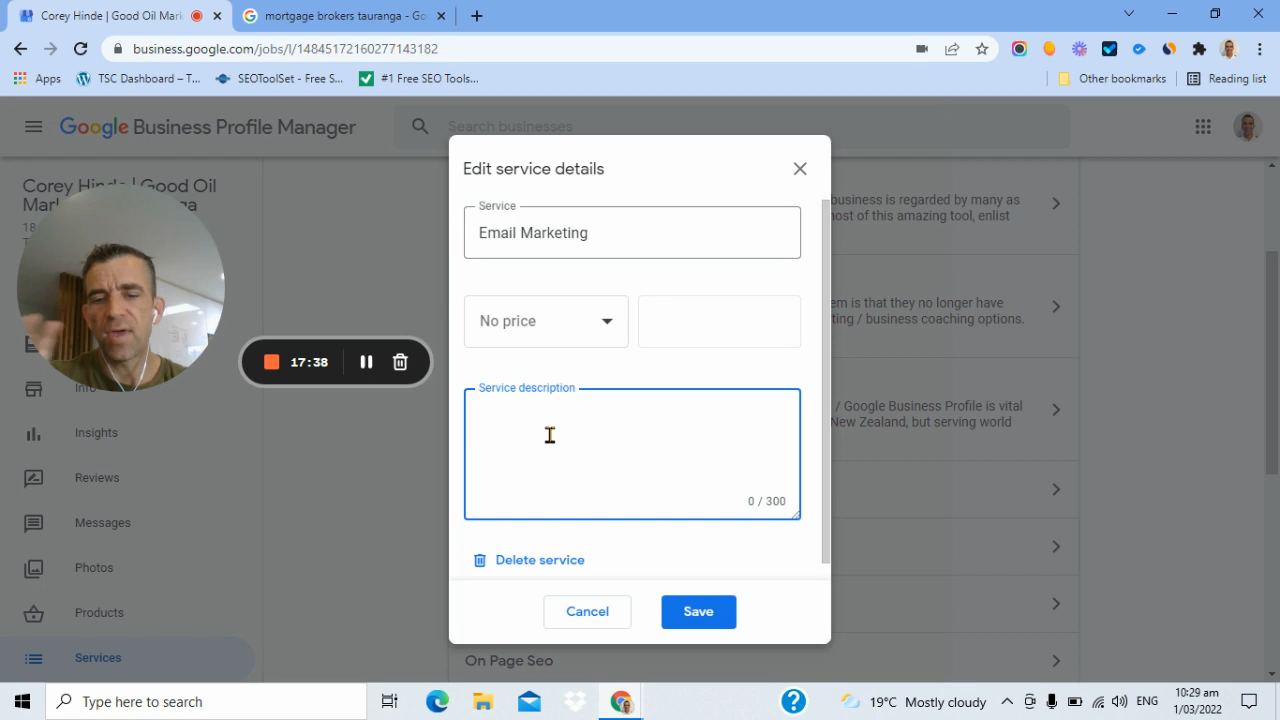 Corey Hinde | Good Oil Mark
mortgage brokers tauranga - Go
business.google.com/jobs/l/14845172160277143182
Apps
TSC Dashboard – T...
SEOToolSet - Free S...
#1 Free SEO Tools...
Other bookmarks
Reading list
Google Business Profile Manager
Search businesses
Corey Hinde | Good Oil
Edit service details
business is regarded by many as
ost of this amazing tool, enlist
Service
Email Marketing
em is that they no longer have
ting / business coaching options.
No price
17:38
Service description
/ Google Business Profile is vital
New Zealand, but serving world
0 / 300
Insights
Reviews
Messages
Photos
Products
Services
Delete service
Cancel
Save
On Page Seo
Type here to search
19°C Mostly cloudy
ENG
10:29 am
1/03/2022